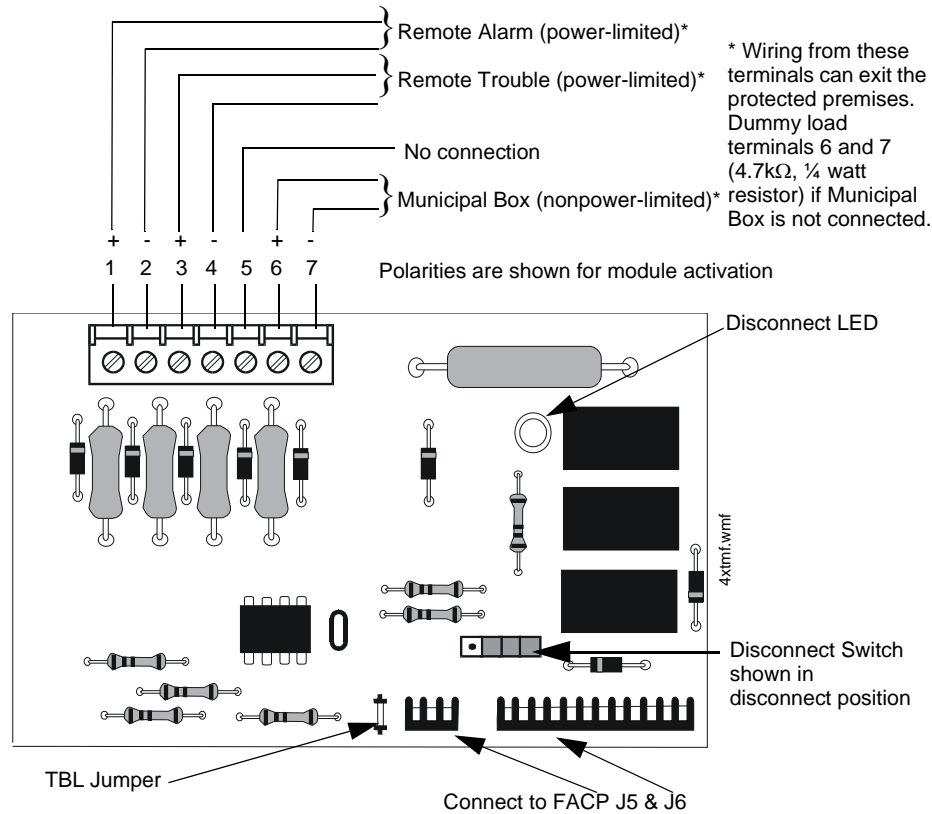 Remote Alarm (power-limited)*
Remote Trouble (power-limited)*
* Wiring from these
terminals can exit the
protected premises.
Dummy load
terminals 6 and 7
(4.7kΩ, ¼ watt
resistor) if Municipal
Box is not connected.
No connection
Municipal Box (nonpower-limited)*
+ - + - + -
1 2 3 4 5 6 7
Polarities are shown for module activation
Disconnect LED
4xtmf.wmf
Disconnect Switch
shown in
disconnect position
TBL Jumper
Connect to FACP J5 & J6